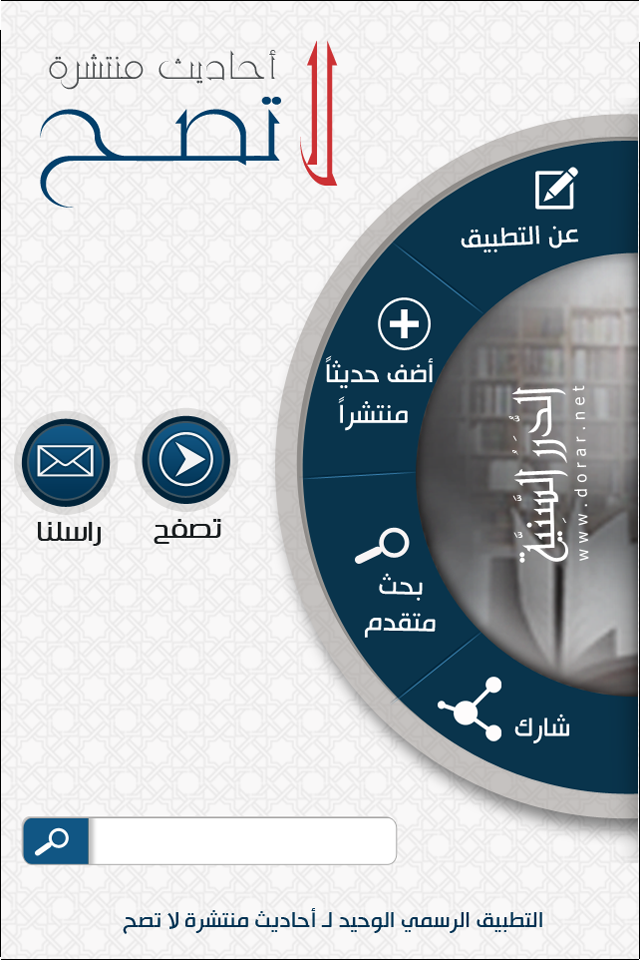 أحاديث منتشرة
لا تصح
عن التطبيق
أضف حديثاً
منتشراً
الدرر السنية
www.dorar.net
تصفح
راسلنا
بحث
متقدم
شارك
التطبيق الرسمي الوحيد لـ أحاديث منتشرة لا تصح